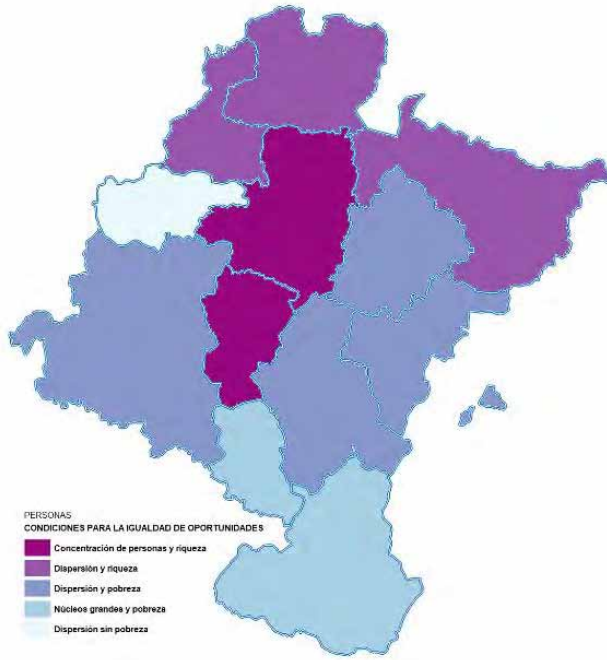 PERSONAS
CONDICIONES PARA LA IGUALDAD DE OPORTUNIDADES
Concentración de personas y riqueza
Dispersión y riqueza
Dispersión y pobreza
Núcleos grandes y pobreza
Dispersión sin pobreza